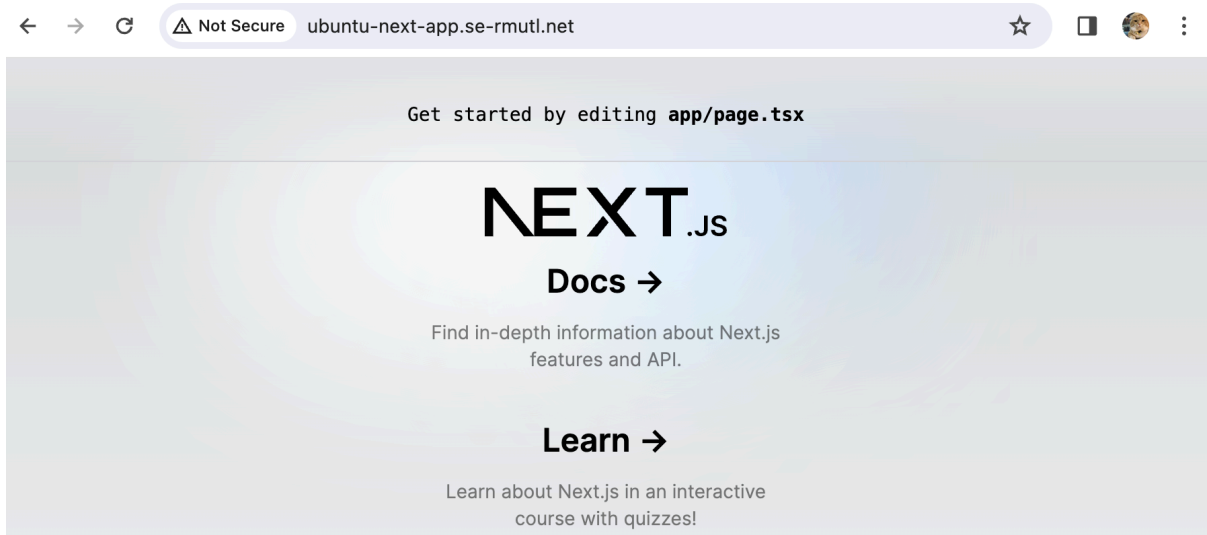 Not Secure ubuntu-next-app.se-rmutl.net
Get started by editing app/page.tsx
NEXT.JS
Docs →
Find in-depth information about Next.js
features and API.
Learn →
Learn about Next.js in an interactive
course with quizzes!